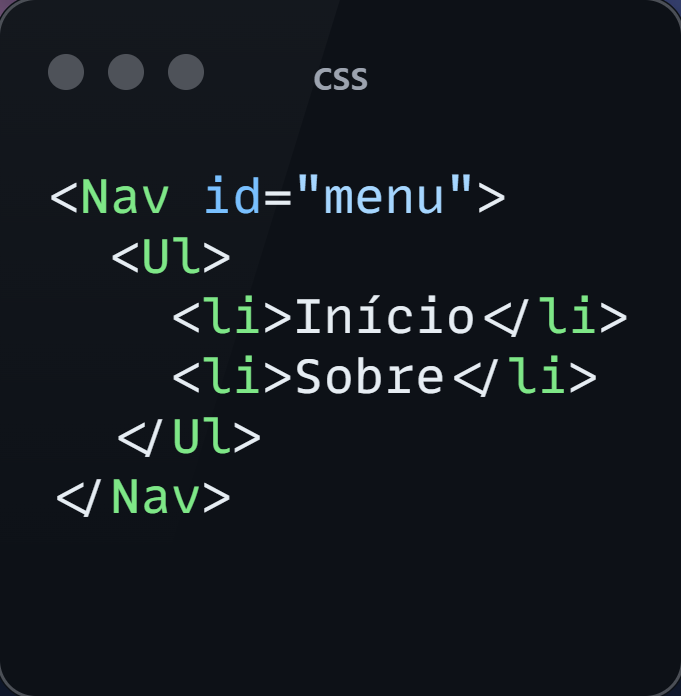 CSS
<Nav id="menu">
<Ul>
<li>Início</li>
<li>Sobre</li>
</Ul>
</Nav>